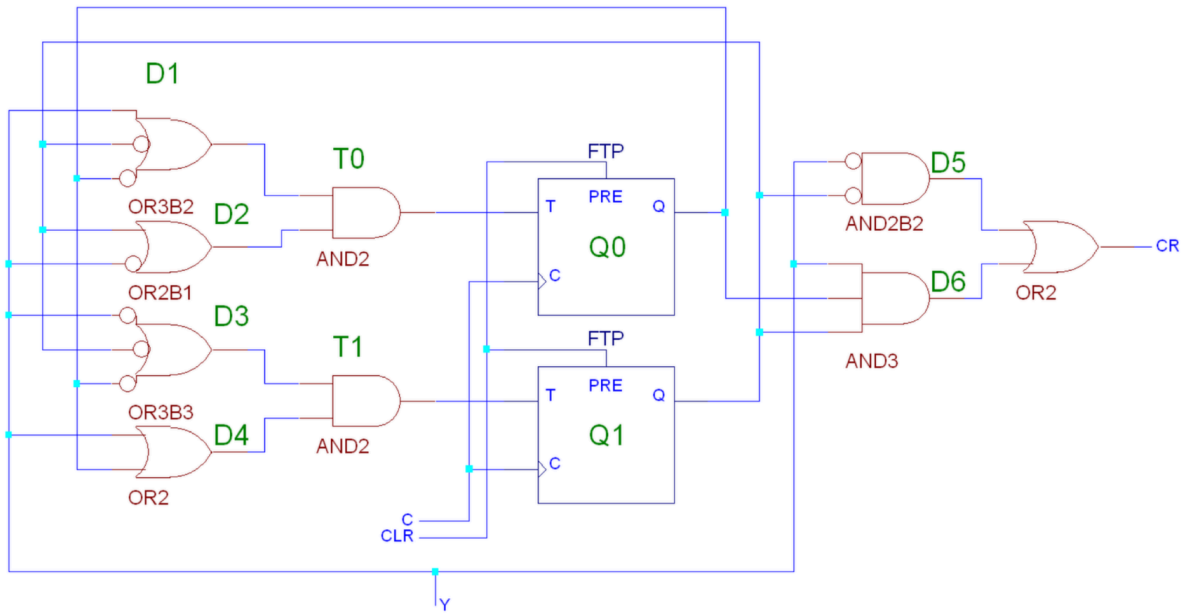 D1
OR3B2
D2
OR2B1
D3
OR3B3
D4
OR2
T0
AND2
T1
AND2
FTP
PRE
T
Q
Q0
C
FTP
PRE
T
Q
Q1
C
C
CLR
Y
D5
AND2B2
D6
AND3
OR2
CR